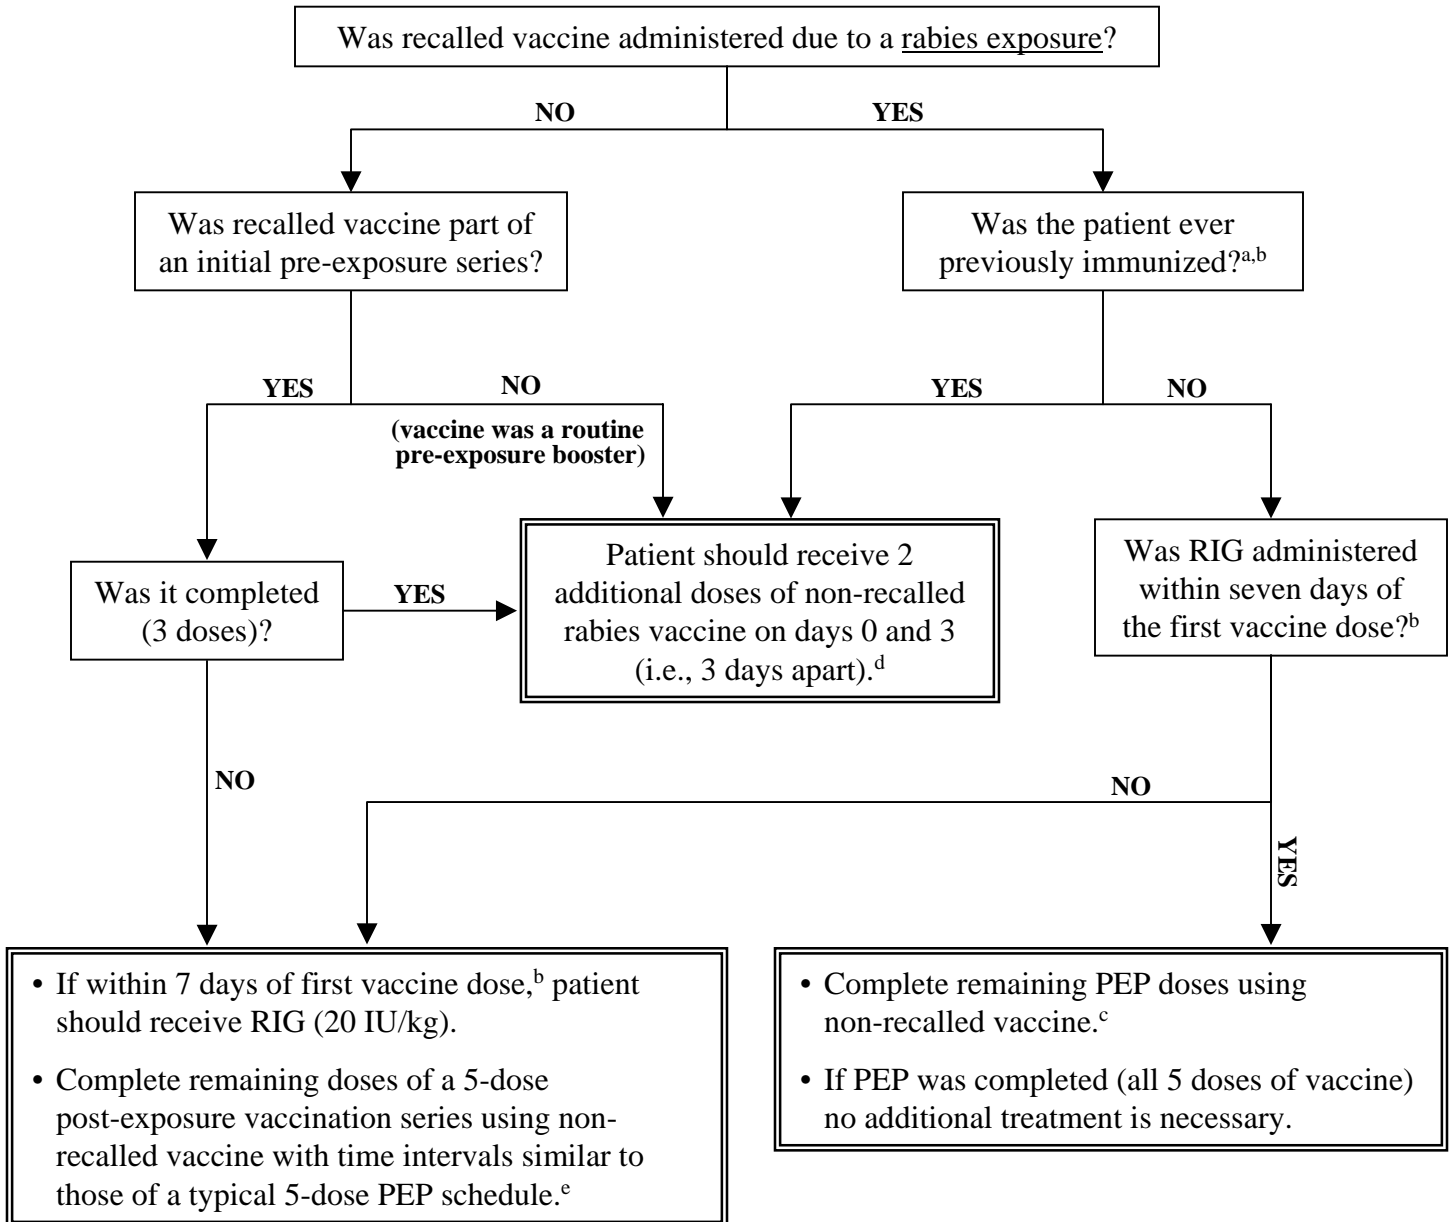 Was recalled vaccine administered due to a rabies exposure?
NO
YES
Was recalled vaccine part of
an initial pre-exposure series?
Was the patient ever
previously immunized?a,b
YES
NO
(vaccine was a routine
pre-exposure booster)
YES
NO
Was it completed
(3 doses)?
YES
Patient should receive 2
additional doses of non-recalled
rabies vaccine on days 0 and 3
(i.e., 3 days apart).d
Was RIG administered
within seven days of
the first vaccine dose?b
NO
NO
YES
• If within 7 days of first vaccine dose,b patient
should receive RIG (20 IU/kg).
• Complete remaining doses of a 5-dose
post-exposure vaccination series using non-
recalled vaccine with time intervals similar to
those of a typical 5-dose PEP schedule.e
• Complete remaining PEP doses using
non-recalled vaccine.c
• If PEP was completed (all 5 doses of vaccine)
no additional treatment is necessary.